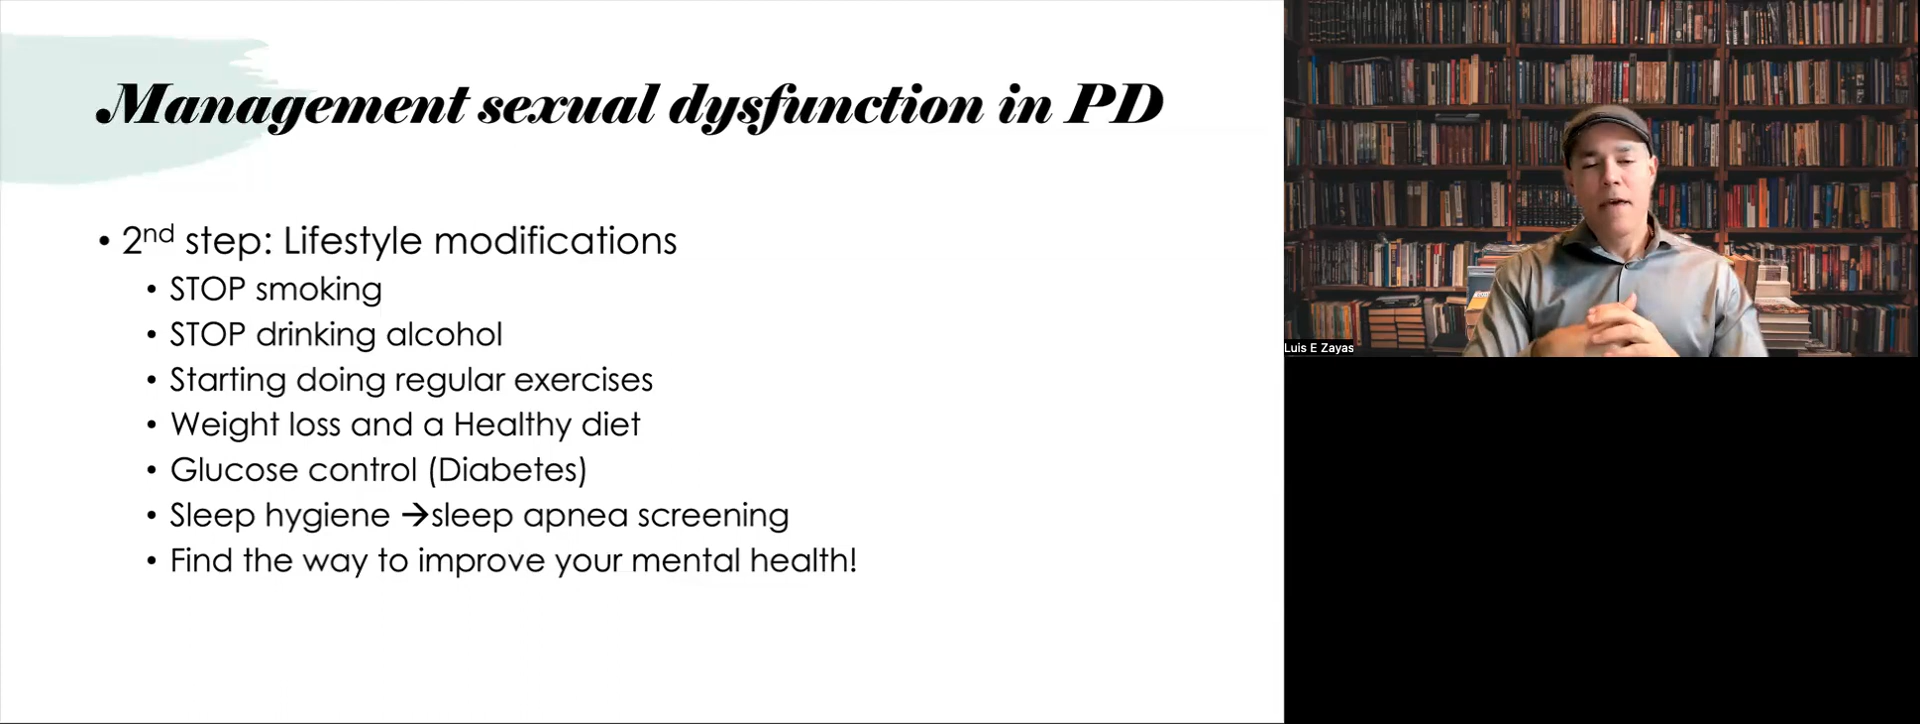 Management sexual dysfunction in PD
• 2nd step: Lifestyle modifications
• STOP smoking
• STOP drinking alcohol
• Starting doing regular exercises
• Weight loss and a Healthy diet
• Glucose control (Diabetes)
• Sleep hygiene →sleep apnea screening
• Find the way to improve your mental health!
Luis E Zayas